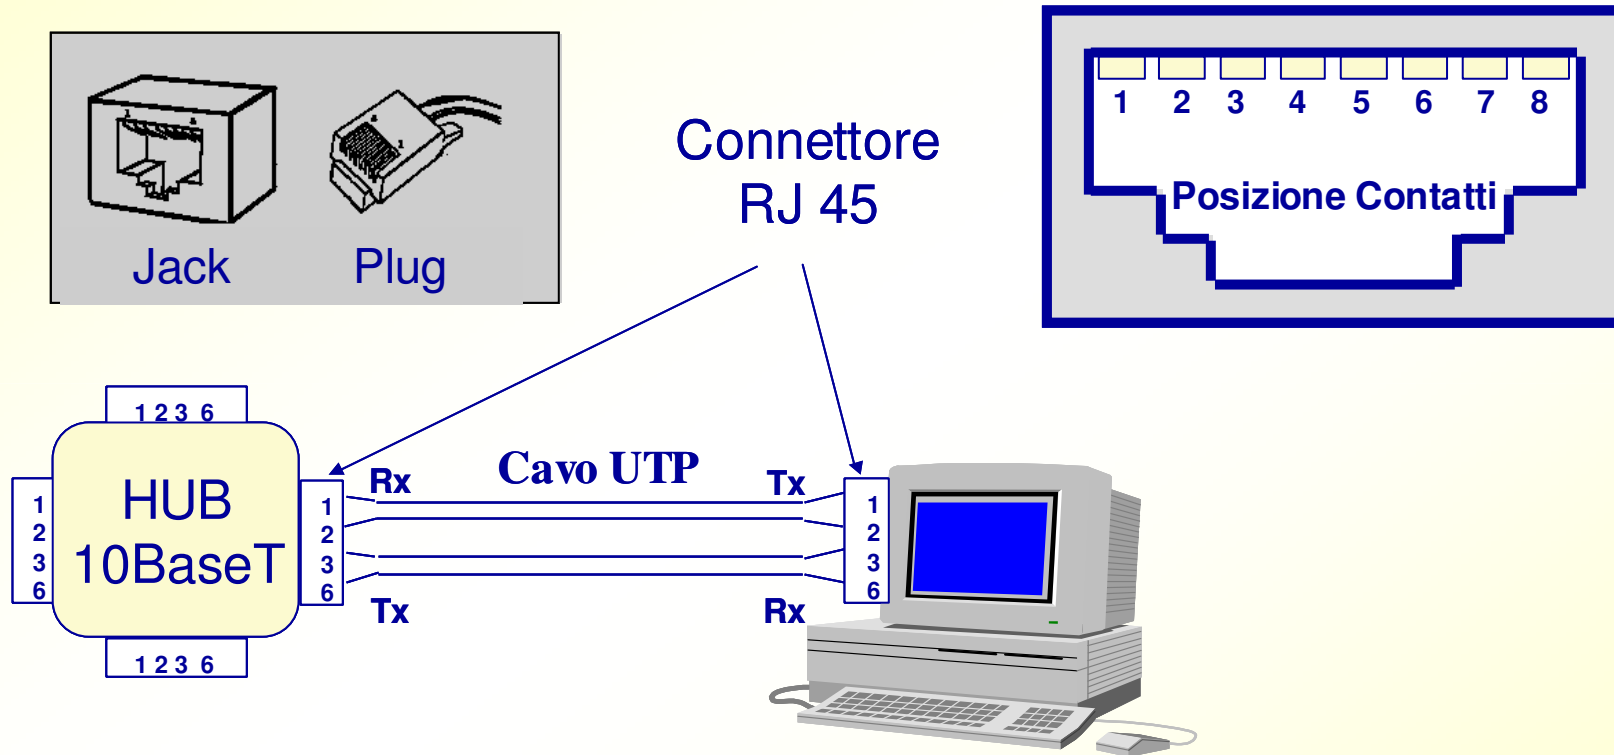 Jack Plug
Connettore
RJ 45
1 2 3 4 5 6 7 8
Posizione Contatti
1 2 3 6
HUB
10BaseT
1
2
3
6
1
2
3
6
1 2 3 6
Rx
Cavo UTP
Tx
Tx
Rx
1
2
3
6